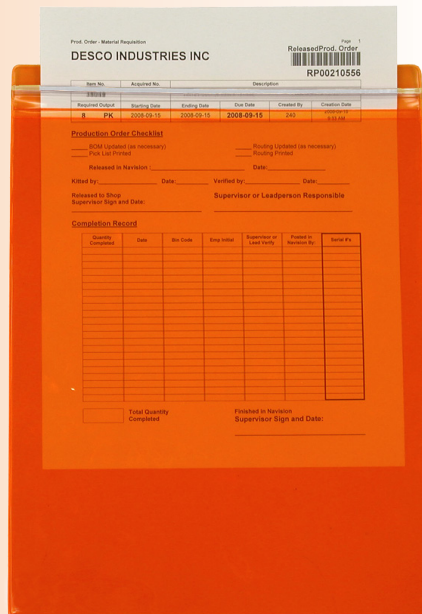 Prod. Order - Material Requisition
Page 1
ReleasedProd. Order
DESCO INDUSTRIES INC
RP00210556
Item No. Acquired No. Description
Required Output Starting Date Ending Date Due Date Created By Creation Date
8 PK 2008-09-15 2008-09-15 2008-09-15 240 2008-09-15
Production Order Checklist
BOM Updated (as necessary) Routing Updated (as necessary)
Pick List Printed Routing Printed
Released in Navision : Date:
Kitted by: Date: Verified by: Date:
Released to Shop
Supervisor Sign and Date:
Supervisor or Leadperson Responsible
Completion Record
Quantity Completed Date Bin Code Emp Initial Supervisor or Lead Verify Posted in Navision By: Serial #'s
Total Quantity
Completed
Finished in Navision
Supervisor Sign and Date: